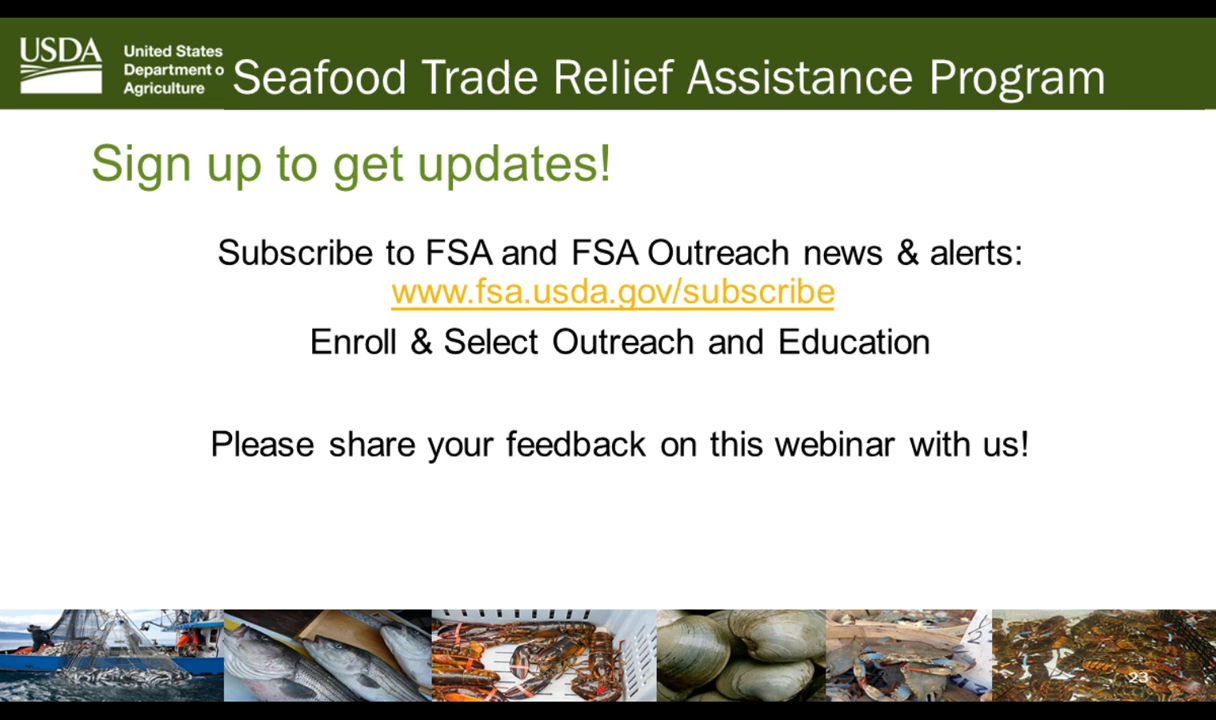 USDA
United States
Department o
Agriculture
Seafood Trade Relief Assistance Program
Sign up to get updates!
Subscribe to FSA and FSA Outreach news & alerts:
www.fsa.usda.gov/subscribe
Enroll & Select Outreach and Education
Please share your feedback on this webinar with us!
23